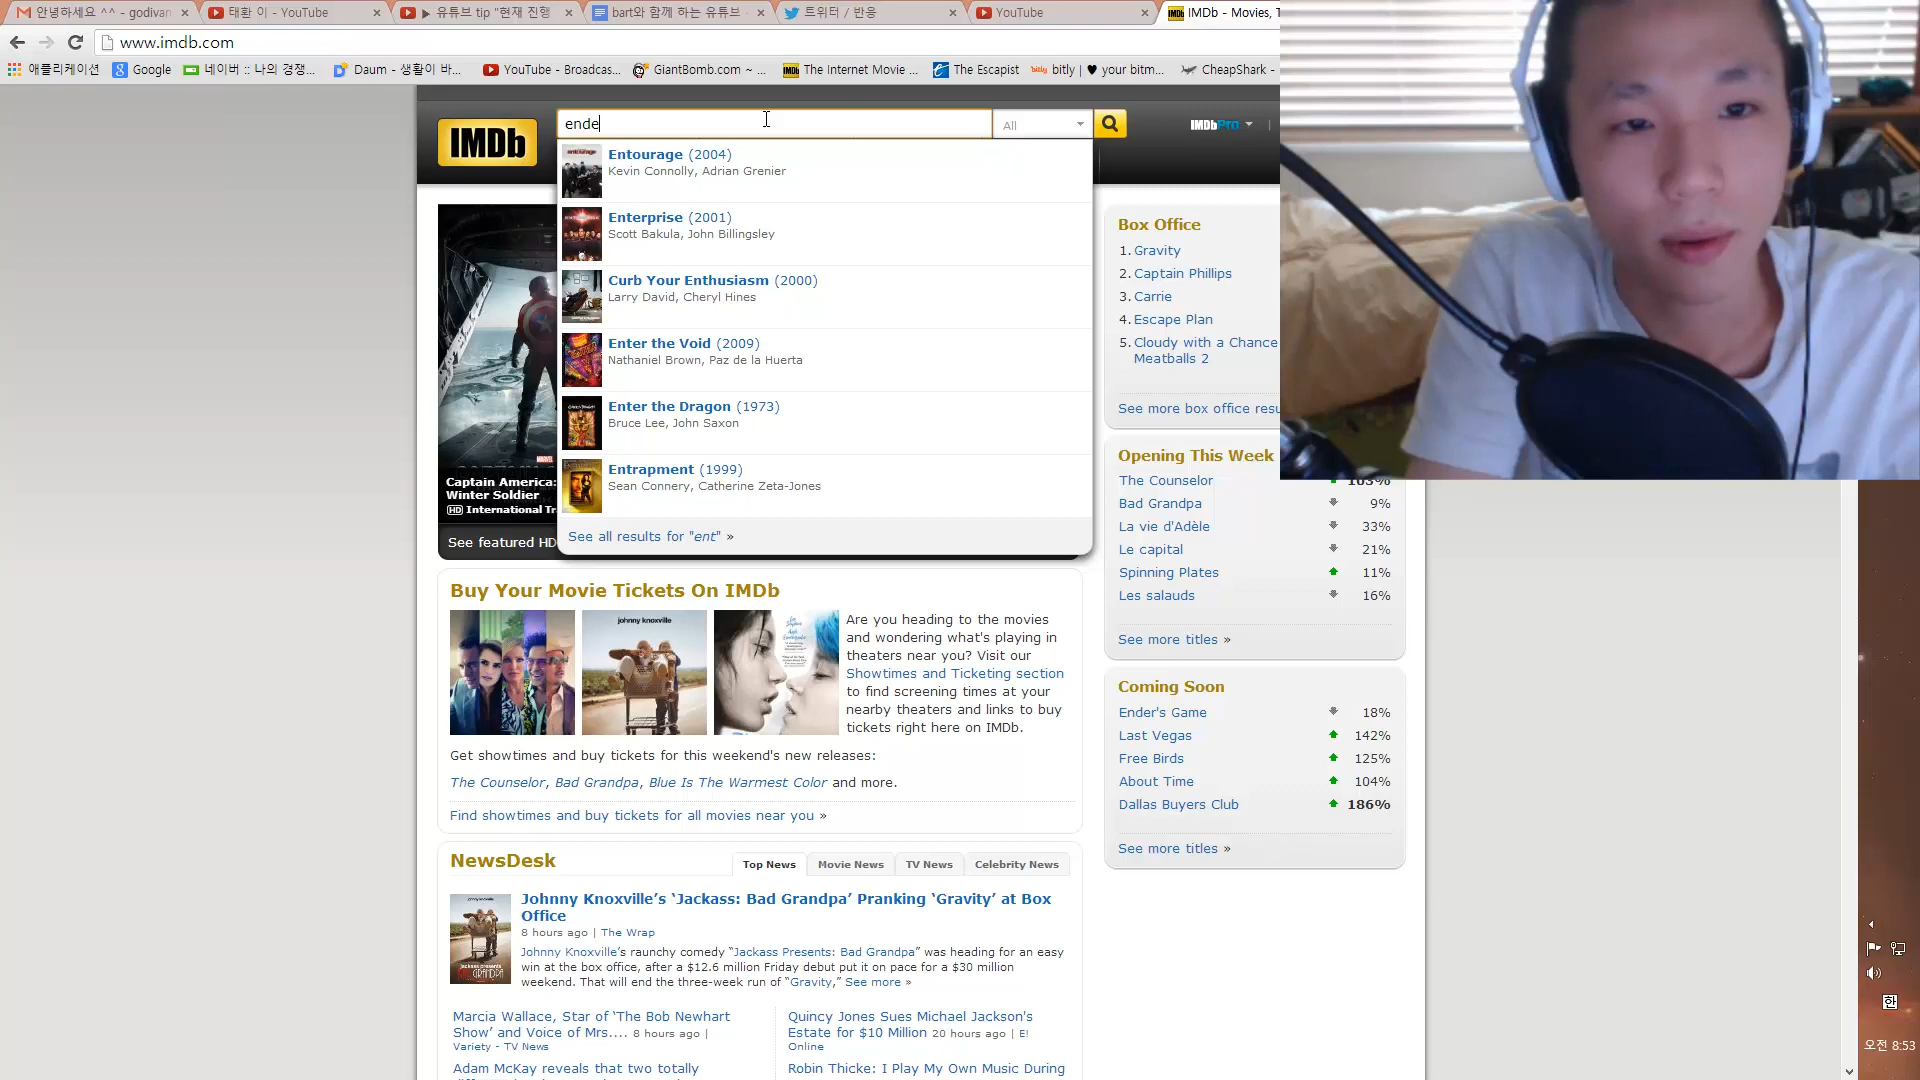 안녕하세요 ^^ - godivan
태환 이 - YouTube
▶ 유튜브 tip "현재 진행
bart와 함께 하는 유튜브
트위터 / 반응
YouTube
IMDb - Movies, T
www.imdb.com
애플리케이션
Google
네이버 :: 나의 경쟁...
Daum - 생활이 바...
YouTube - Broadcas...
GiantBomb.com ~ ...
The Internet Movie ...
The Escapist
bitly | ♥ your bitm...
CheapShark -
IMDb
ende
All
IMDbPro
Entourage (2004)
Kevin Connolly, Adrian Grenier
Enterprise (2001)
Scott Bakula, John Billingsley
Curb Your Enthusiasm (2000)
Larry David, Cheryl Hines
Enter the Void (2009)
Nathaniel Brown, Paz de la Huerta
Enter the Dragon (1973)
Bruce Lee, John Saxon
Entrapment (1999)
Sean Connery, Catherine Zeta-Jones
See all results for "ent" »
MARVEL
Captain America:
Winter Soldier
HD International Tr
See featured HD
Buy Your Movie Tickets On IMDb
johnny knoxville
Are you heading to the movies
and wondering what's playing in
theaters near you? Visit our
Showtimes and Ticketing section
to find screening times at your
nearby theaters and links to buy
tickets right here on IMDb.
Get showtimes and buy tickets for this weekend's new releases:
The Counselor, Bad Grandpa, Blue Is The Warmest Color and more.
Find showtimes and buy tickets for all movies near you »
NewsDesk
Top News
Movie News
TV News
Celebrity News
Johnny Knoxville’s ‘Jackass: Bad Grandpa’ Pranking ‘Gravity’ at Box
Office
8 hours ago | The Wrap
Johnny Knoxville’s raunchy comedy “Jackass Presents: Bad Grandpa” was heading for an easy
win at the box office, after a $12.6 million Friday debut put it on pace for a $30 million
weekend. That will end the three-week run of “Gravity,” See more »
Marcia Wallace, Star of ‘The Bob Newhart
Show’ and Voice of Mrs.... 8 hours ago |
Variety - TV News
Adam McKay reveals that two totally
Quincy Jones Sues Michael Jackson's
Estate for $10 Million 20 hours ago | E!
Online
Robin Thicke: I Play My Own Music During
Box Office
1. Gravity
2. Captain Phillips
3. Carrie
4. Escape Plan
5. Cloudy with a Chance
Meatballs 2
See more box office resu
Opening This Week
The Counselor 103%
Bad Grandpa 9%
La vie d'Adèle 33%
Le capital 21%
Spinning Plates 11%
Les salauds 16%
See more titles »
Coming Soon
Ender's Game 18%
Last Vegas 142%
Free Birds 125%
About Time 104%
Dallas Buyers Club 186%
See more titles »
한
오전 8:53